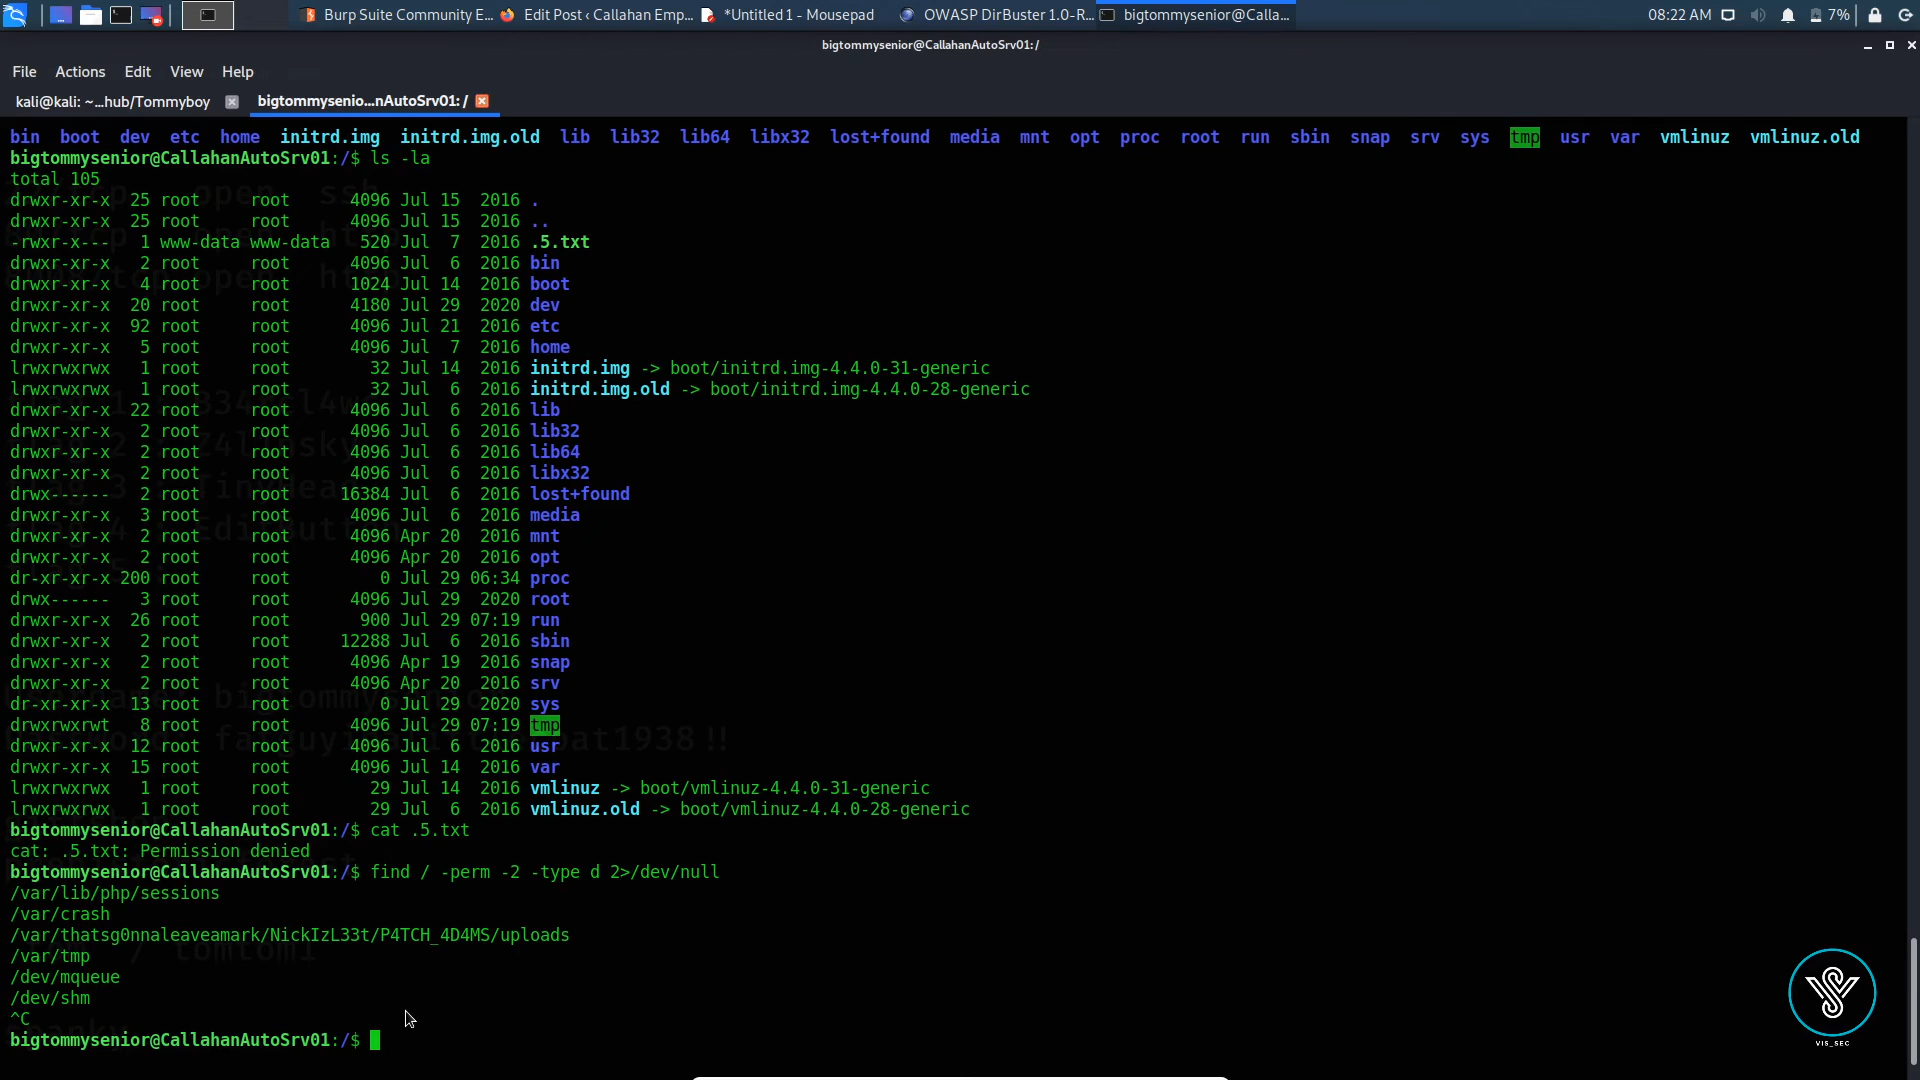 Burp Suite Community E...
Edit Post ‹ Callahan Emp...
*Untitled 1 - Mousepad
OWASP DirBuster 1.0-R...
bigtommysenior@Calla...
08:22 AM
7%
bigtommysenior@CallahanAutoSrv01: /
File Actions Edit View Help
kali@kali: ~...hub/Tommyboy
bigtommysenio...nAutoSrv01: /
bin boot dev etc home initrd.img initrd.img.old lib lib32 lib64 libx32 lost+found media mnt opt proc root run sbin snap srv sys tmp usr var vmlinuz vmlinuz.old
bigtommysenior@CallahanAutoSrv01:/$ ls -la
total 105
drwxr-xr-x 25 root root 4096 Jul 15 2016 .
drwxr-xr-x 25 root root 4096 Jul 15 2016 ..
-rwxr-x--- 1 www-data www-data 520 Jul 7 2016 .5.txt
drwxr-xr-x 2 root root 4096 Jul 6 2016 bin
drwxr-xr-x 4 root root 1024 Jul 14 2016 boot
drwxr-xr-x 20 root root 4180 Jul 29 2020 dev
drwxr-xr-x 92 root root 4096 Jul 21 2016 etc
drwxr-xr-x 5 root root 4096 Jul 7 2016 home
lrwxrwxrwx 1 root root 32 Jul 14 2016 initrd.img -> boot/initrd.img-4.4.0-31-generic
lrwxrwxrwx 1 root root 32 Jul 6 2016 initrd.img.old -> boot/initrd.img-4.4.0-28-generic
drwxr-xr-x 22 root root 4096 Jul 6 2016 lib
drwxr-xr-x 2 root root 4096 Jul 6 2016 lib32
drwxr-xr-x 2 root root 4096 Jul 6 2016 lib64
drwxr-xr-x 2 root root 4096 Jul 6 2016 libx32
drwx------ 2 root root 16384 Jul 6 2016 lost+found
drwxr-xr-x 3 root root 4096 Jul 6 2016 media
drwxr-xr-x 2 root root 4096 Apr 20 2016 mnt
drwxr-xr-x 2 root root 4096 Apr 20 2016 opt
dr-xr-xr-x 200 root root 0 Jul 29 06:34 proc
drwx------ 3 root root 4096 Jul 29 2020 root
drwxr-xr-x 26 root root 900 Jul 29 07:19 run
drwxr-xr-x 2 root root 12288 Jul 6 2016 sbin
drwxr-xr-x 2 root root 4096 Apr 19 2016 snap
drwxr-xr-x 2 root root 4096 Apr 20 2016 srv
dr-xr-xr-x 13 root root 0 Jul 29 2020 sys
drwxrwxrwt 8 root root 4096 Jul 29 07:19 tmp
drwxr-xr-x 12 root root 4096 Jul 6 2016 usr
drwxr-xr-x 15 root root 4096 Jul 14 2016 var
lrwxrwxrwx 1 root root 29 Jul 14 2016 vmlinuz -> boot/vmlinuz-4.4.0-31-generic
lrwxrwxrwx 1 root root 29 Jul 6 2016 vmlinuz.old -> boot/vmlinuz-4.4.0-28-generic
bigtommysenior@CallahanAutoSrv01:/$ cat .5.txt
cat: .5.txt: Permission denied
bigtommysenior@CallahanAutoSrv01:/$ find / -perm -2 -type d 2>/dev/null
/var/lib/php/sessions
/var/crash
/var/thatsg0nnaleaveamark/NickIzL33t/P4TCH_4D4MS/uploads
/var/tmp
/dev/mqueue
/dev/shm
^C
bigtommysenior@CallahanAutoSrv01:/$
VIS_SEC